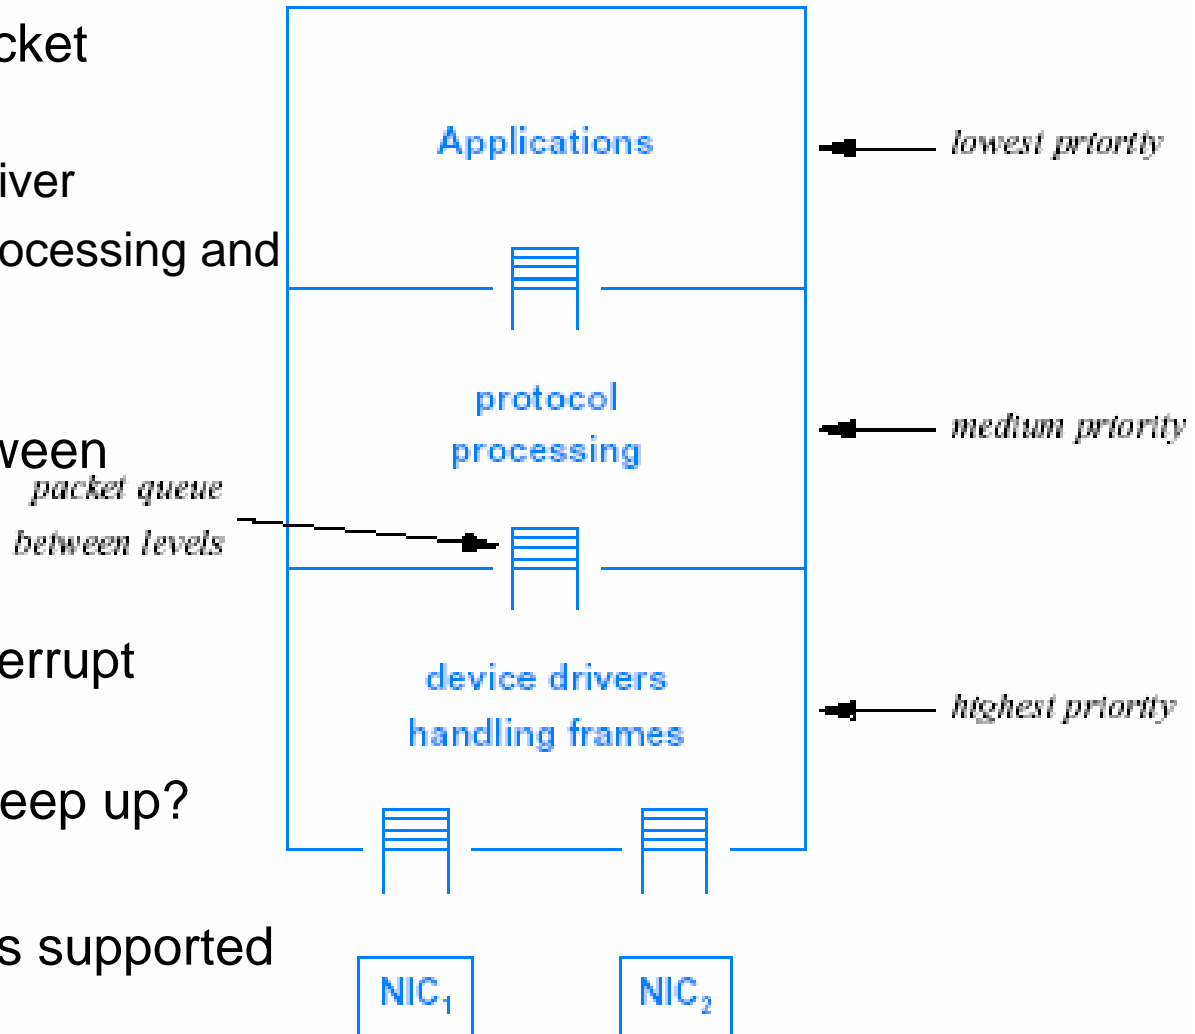 cket
iver
ocessing and
ween
errupt
eep up?
s supported
packet queue
between levels
Applications
lowest priority
protocol
processing
medium priority
device drivers
handling frames
highest priority
NIC₁
NIC₂